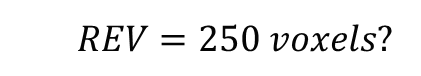 REV = 250 voxels?